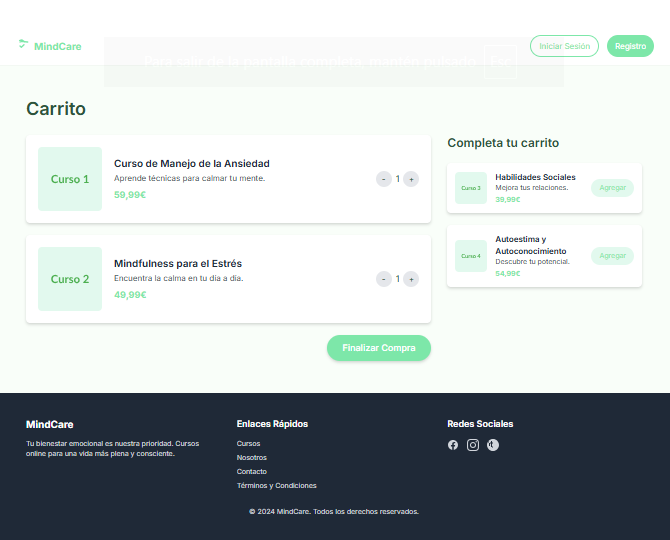 MindCare
Iniciar Sesión
Registro
Para salir de la pantalla completa, mantén pulsado Esc
Carrito
Curso 1
Curso de Manejo de la Ansiedad
Aprende técnicas para calmar tu mente.
59,99€
- 1 +
Curso 2
Mindfulness para el Estrés
Encuentra la calma en tu día a día.
49,99€
- 1 +
Finalizar Compra
Completa tu carrito
Curso 3
Habilidades Sociales
Mejora tus relaciones.
39,99€
Agregar
Curso 4
Autoestima y
Autoconocimiento
Descubre tu potencial.
54,99€
Agregar
MindCare
Tu bienestar emocional es nuestra prioridad. Cursos
online para una vida más plena y consciente.
Enlaces Rápidos
Cursos
Nosotros
Contacto
Términos y Condiciones
Redes Sociales
© 2024 MindCare. Todos los derechos reservados.